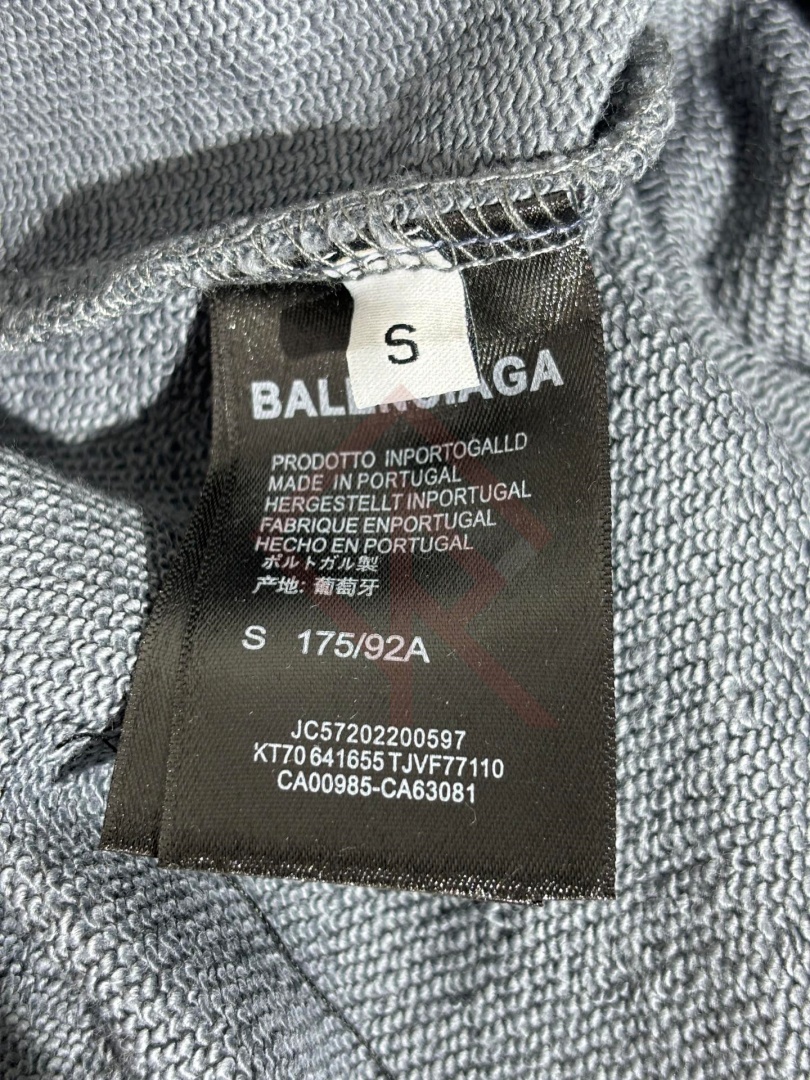 S
BALENCIAGA
PRODOTTO INPORTOGALLD
MADE IN PORTUGAL
HERGESTELLT INPORTUGAL
FABRIQUE ENPORTUGAL
HECHO EN PORTUGAL
ポルトガル製
产地: 葡萄牙
S 175/92A
JC57202200597
KT70 641655 TJVF77110
CA00985-CA63081